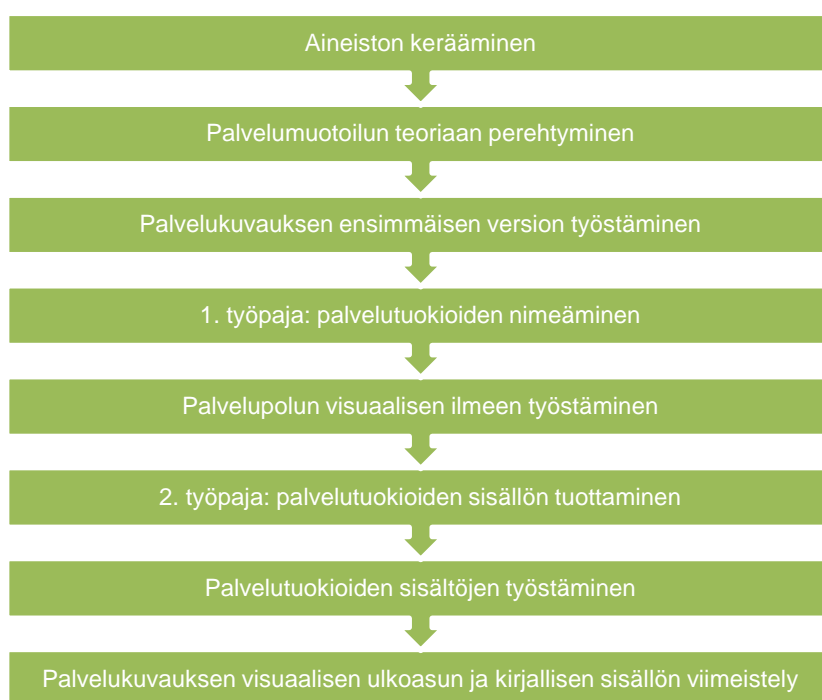 Aineiston kerääminen
Palvelumuotoilun teoriaan perehtyminen
Palvelukuvauksen ensimmäisen version työstäminen
1. työpaja: palvelutuokioiden nimeäminen
Palvelupolun visuaalisen ilmeen työstäminen
2. työpaja: palvelutuokioiden sisällön tuottaminen
Palvelutuokioiden sisältöjen työstäminen
Palvelukuvauksen visuaalisen ulkoasun ja kirjallisen sisällön viimeistely